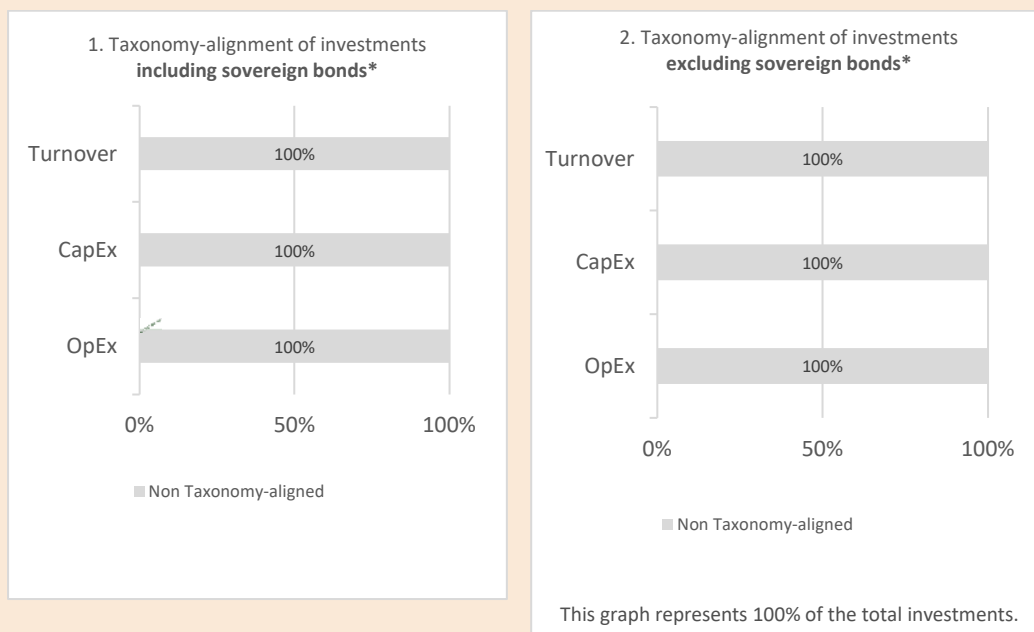 1. Taxonomy-alignment of investments
including sovereign bonds*
Turnover
100%
CapEx
100%
OpEx
100%
0%
50%
100%
Non Taxonomy-aligned
2. Taxonomy-alignment of investments
excluding sovereign bonds*
Turnover
100%
CapEx
100%
OpEx
100%
0%
50%
100%
Non Taxonomy-aligned
This graph represents 100% of the total investments.